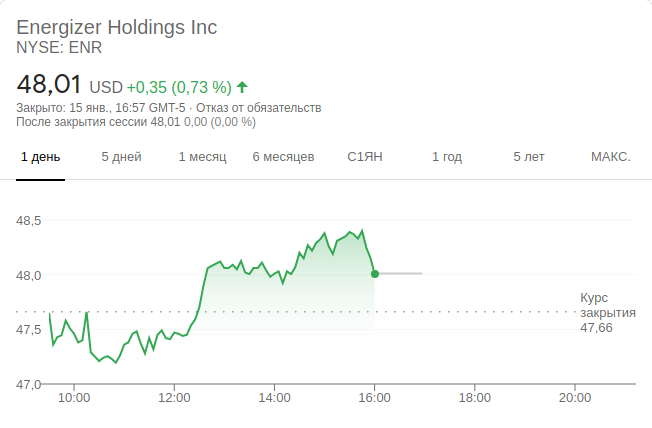 Energizer Holdings Inc
NYSE: ENR
48,01 USD +0,35 (0,73 %)
Закрыто: 15 янв., 16:57 GMT-5 · Отказ от обязательств
После закрытия сессии 48,01 0,00 (0,00 %)
1 день 5 дней 1 месяц 6 месяцев С1ЯН 1 год 5 лет МАКС.
48,5
48,0
Курс
закрытия
47,66
47,5
47,0
10:00 12:00 14:00 16:00 18:00 20:00